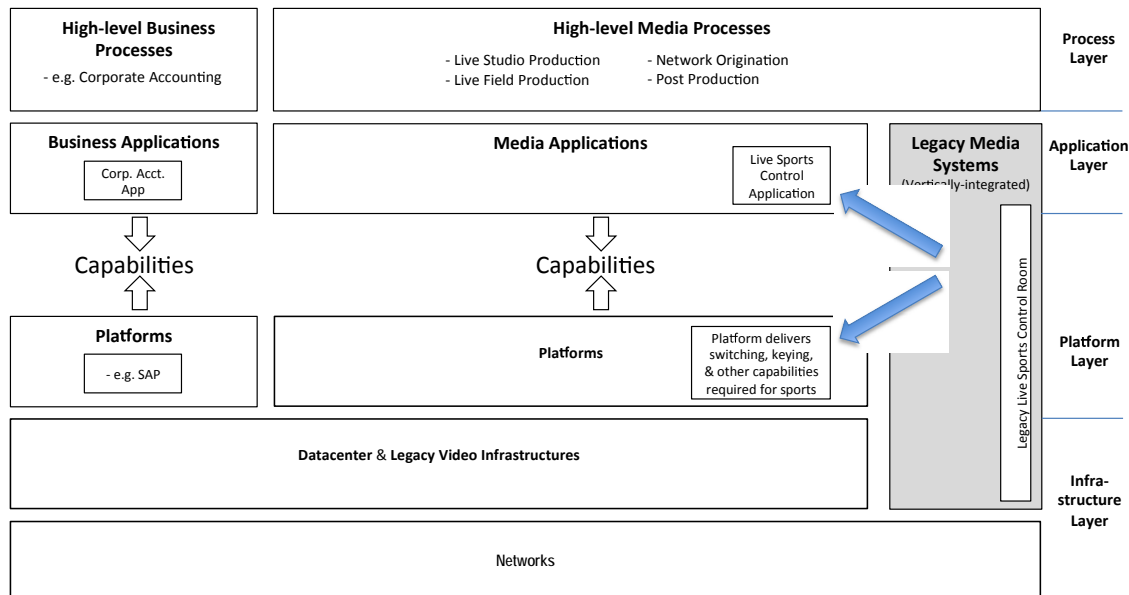 High-level Business
Processes
- e.g. Corporate Accounting
High-level Media Processes
- Live Studio Production
- Live Field Production
- Network Origination
- Post Production
Process
Layer
Business Applications
Corp. Acct.
App
Media Applications
Live Sports
Control
Application
Legacy Media
Systems
(Vertically-integrated)
Application
Layer
Capabilities
Capabilities
Legacy Live Sports Control Room
Platforms
- e.g. SAP
Platforms
Platform delivers
switching, keying,
& other capabilities
required for sports
Platform
Layer
Datacenter & Legacy Video Infrastructures
Infra-
structure
Layer
Networks